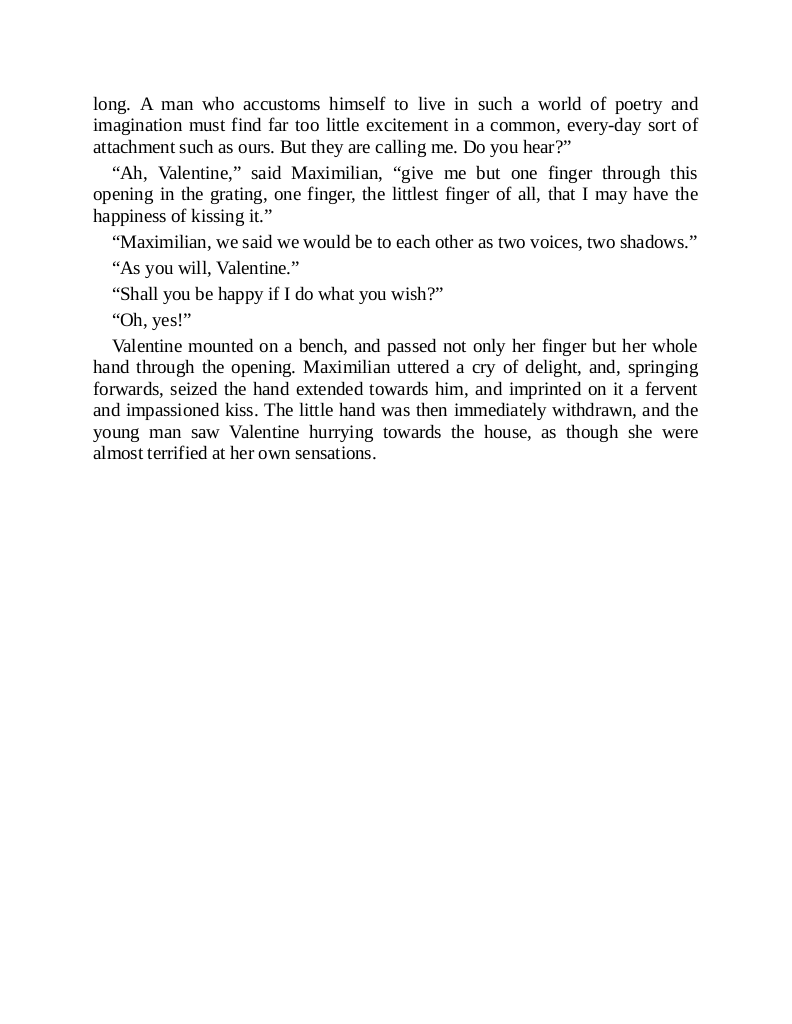 long. A man who accustoms himself to live in such a world of poetry and
imagination must find far too little excitement in a common, every-day sort of
attachment such as ours. But they are calling me. Do you hear?”
“Ah, Valentine,” said Maximilian, “give me but one finger through this
opening in the grating, one finger, the littlest finger of all, that I may have the
happiness of kissing it.”
“Maximilian, we said we would be to each other as two voices, two shadows.”
“As you will, Valentine.”
“Shall you be happy if I do what you wish?”
“Oh, yes!”
Valentine mounted on a bench, and passed not only her finger but her whole
hand through the opening. Maximilian uttered a cry of delight, and, springing
forwards, seized the hand extended towards him, and imprinted on it a fervent
and impassioned kiss. The little hand was then immediately withdrawn, and the
young man saw Valentine hurrying towards the house, as though she were
almost terrified at her own sensations.